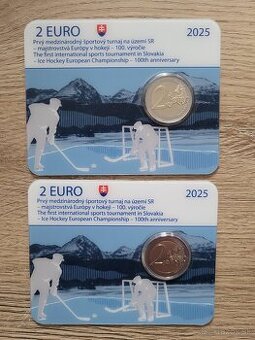 2 EURO
2025
Prvý medzinárodný športový turnaj na území SR
– majstrovstvá Európy v hokeji – 100. výročie
The first international sports tournament in Slovakia
– Ice Hockey European Championship – 100th anniversary
2
2 EURO
2025
Prvý medzinárodný športový turnaj na území SR
– majstrovstvá Európy v hokeji – 100. výročie
The first international sports tournament in Slovakia
– Ice Hockey European Championship – 100th anniversary
2